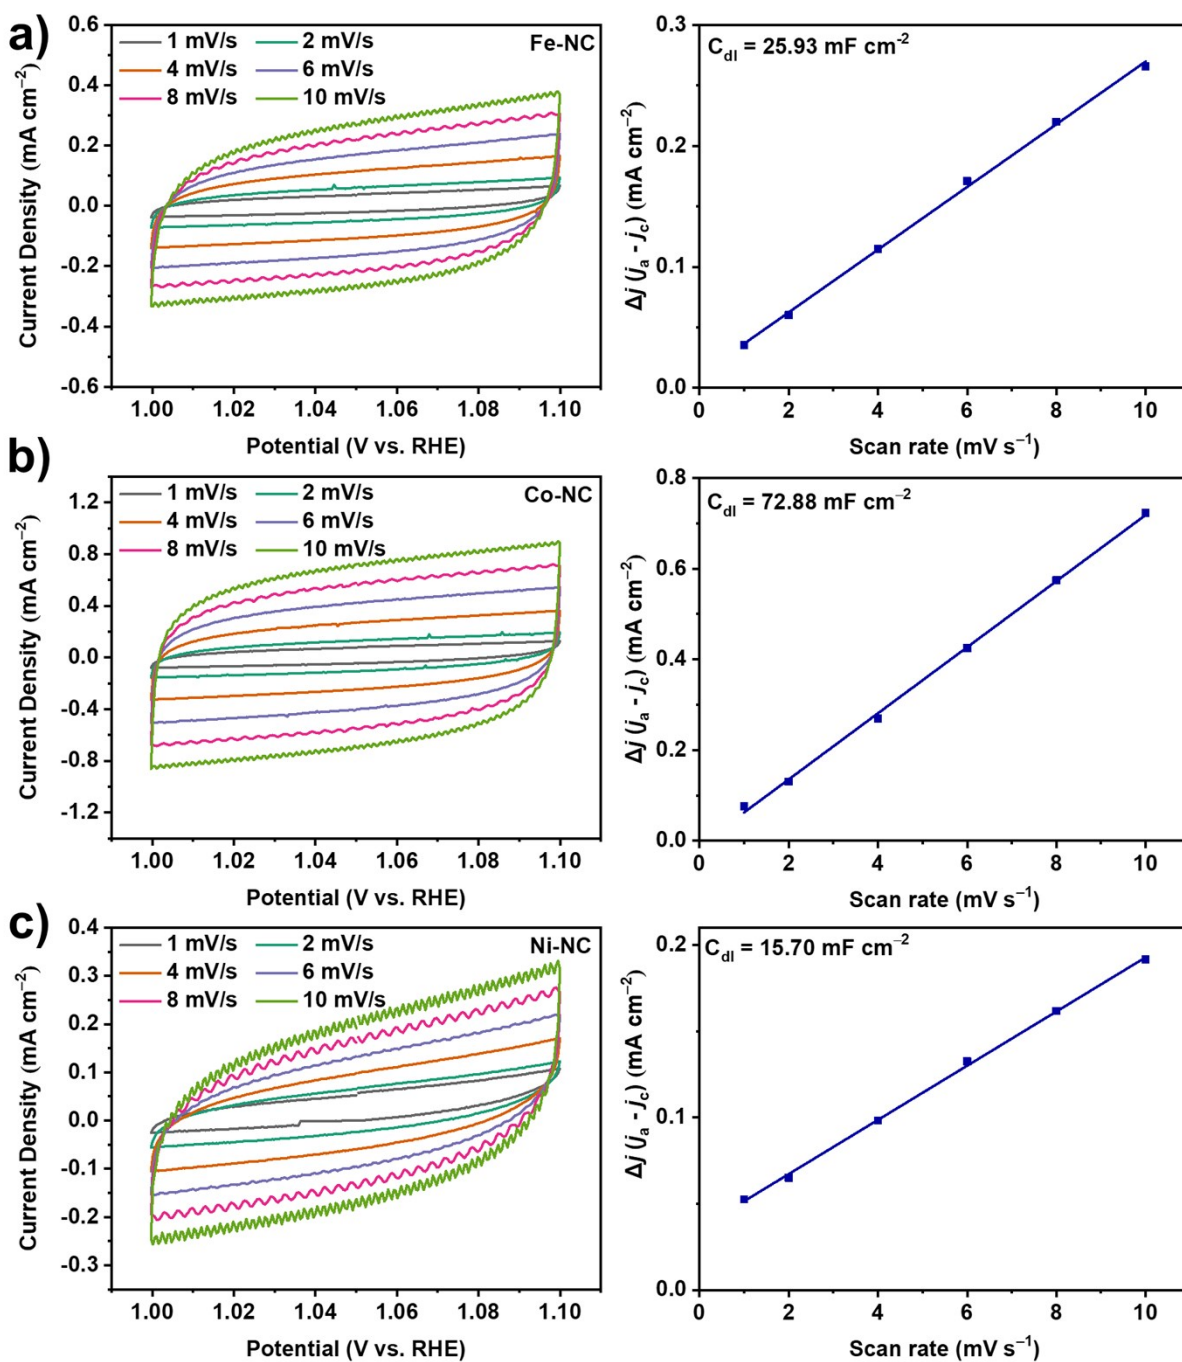 a)
Fe-NC
1 mV/s
2 mV/s
4 mV/s
6 mV/s
8 mV/s
10 mV/s
0.6
0.4
0.2
0.0
-0.2
-0.4
-0.6
Current Density (mA cm⁻²)
1.00 1.02 1.04 1.06 1.08 1.10
Potential (V vs. RHE)
C_dl = 25.93 mF cm⁻²
0.3
0.2
0.1
0.0
Δj (j_a - j_c) (mA cm⁻²)
0 2 4 6 8 10
Scan rate (mV s⁻¹)
b)
Co-NC
1 mV/s
2 mV/s
4 mV/s
6 mV/s
8 mV/s
10 mV/s
1.2
0.8
0.4
0.0
-0.4
-0.8
-1.2
Current Density (mA cm⁻²)
1.00 1.02 1.04 1.06 1.08 1.10
Potential (V vs. RHE)
C_dl = 72.88 mF cm⁻²
0.8
0.6
0.4
0.2
0.0
Δj (j_a - j_c) (mA cm⁻²)
0 2 4 6 8 10
Scan rate (mV s⁻¹)
c)
Ni-NC
1 mV/s
2 mV/s
4 mV/s
6 mV/s
8 mV/s
10 mV/s
0.4
0.3
0.2
0.1
0.0
-0.1
-0.2
-0.3
Current Density (mA cm⁻²)
1.00 1.02 1.04 1.06 1.08 1.10
Potential (V vs. RHE)
C_dl = 15.70 mF cm⁻²
0.2
0.1
0.0
Δj (j_a - j_c) (mA cm⁻²)
0 2 4 6 8 10
Scan rate (mV s⁻¹)